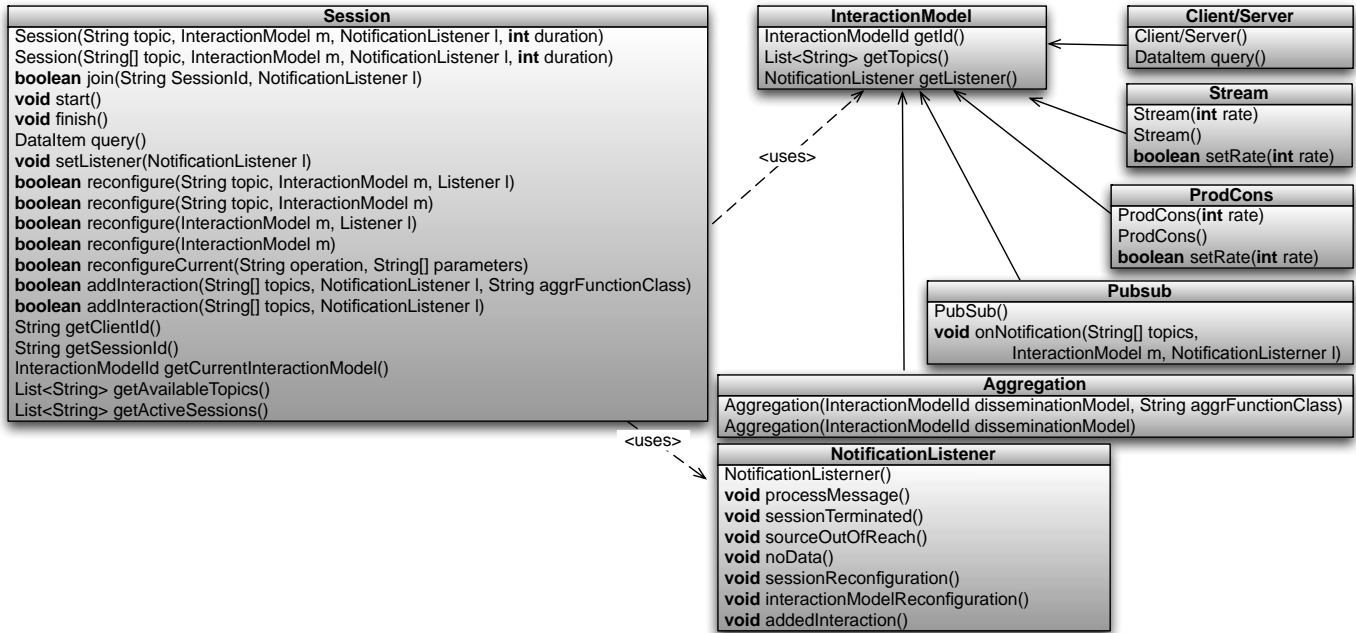 Session
Session(String topic, InteractionModel m, NotificationListener l, int duration)
Session(String[] topic, InteractionModel m, NotificationListener l, int duration)
boolean join(String SessionId, NotificationListener l)
void start()
void finish()
DataItem query()
void setListener(NotificationListener l)
boolean reconfigure(String topic, InteractionModel m, Listener l)
boolean reconfigure(String topic, InteractionModel m)
boolean reconfigure(InteractionModel m, Listener l)
boolean reconfigure(InteractionModel m)
boolean reconfigureCurrent(String operation, String[] parameters)
boolean addInteraction(String[] topics, NotificationListener l, String aggrFunctionClass)
boolean addInteraction(String[] topics, NotificationListener l)
String getClientId()
String getSessionId()
InteractionModelId getCurrentInteractionModel()
List<String> getAvailableTopics()
List<String> getActiveSessions()
<uses>
<uses>
InteractionModel
InteractionModelId getId()
List<String> getTopics()
NotificationListener getListener()
Client/Server
Client/Server()
DataItem query()
Stream
Stream(int rate)
Stream()
boolean setRate(int rate)
ProdCons
ProdCons(int rate)
ProdCons()
boolean setRate(int rate)
Pubsub
PubSub()
void onNotification(String[] topics,
InteractionModel m, NotificationListerner l)
Aggregation
Aggregation(InteractionModelId disseminationModel, String aggrFunctionClass)
Aggregation(InteractionModelId disseminationModel)
NotificationListener
NotificationListerner()
void processMessage()
void sessionTerminated()
void sourceOutOfReach()
void noData()
void sessionReconfiguration()
void interactionModelReconfiguration()
void addedInteraction()